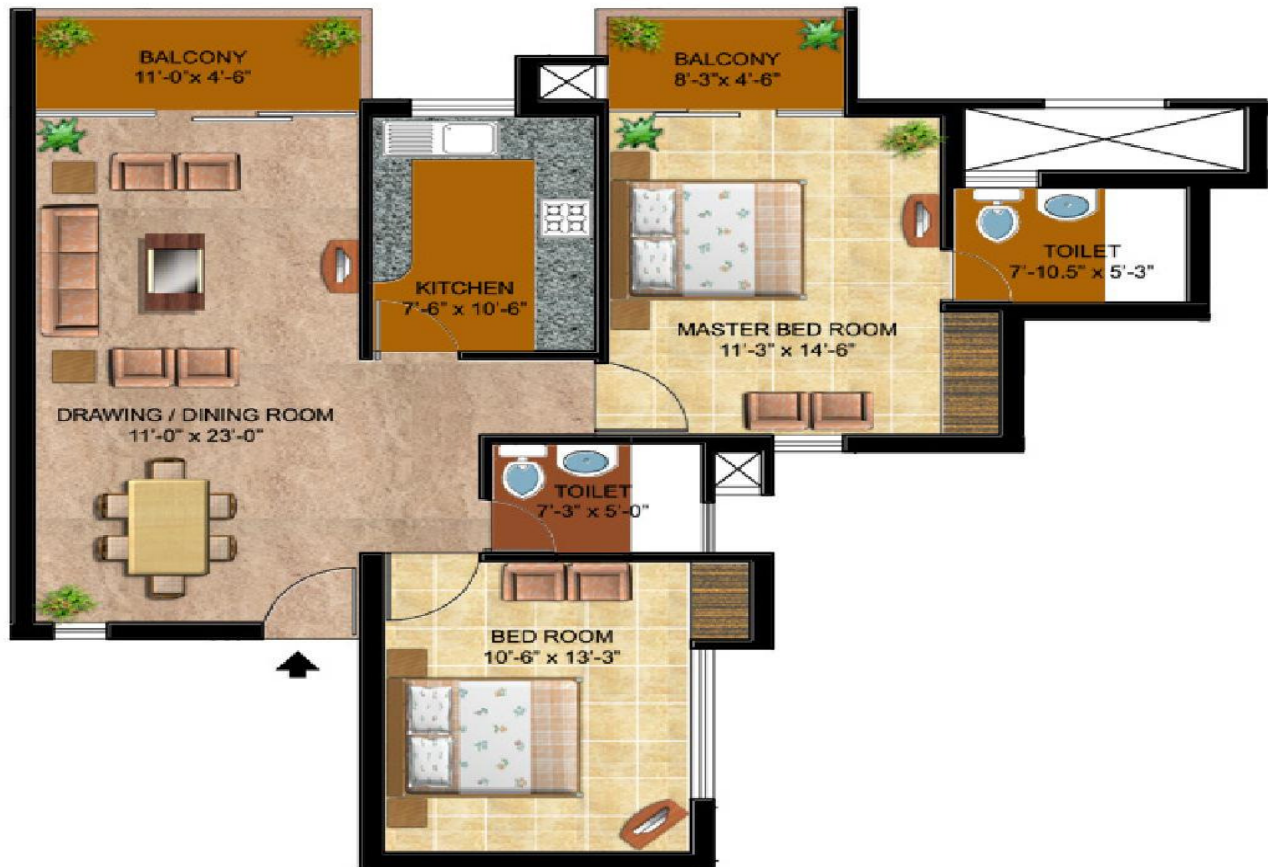 BALCONY
11'-0"x 4'-6"
BALCONY
8'-3"x 4'-6"
KITCHEN
7'-6" x 10'-6"
TOILET
7'-10.5" x 5'-3"
MASTER BED ROOM
11'-3" x 14'-6"
DRAWING / DINING ROOM
11'-0" x 23'-0"
TOILET
7'-3" x 5'-0"
BED ROOM
10'-6" x 13'-3"